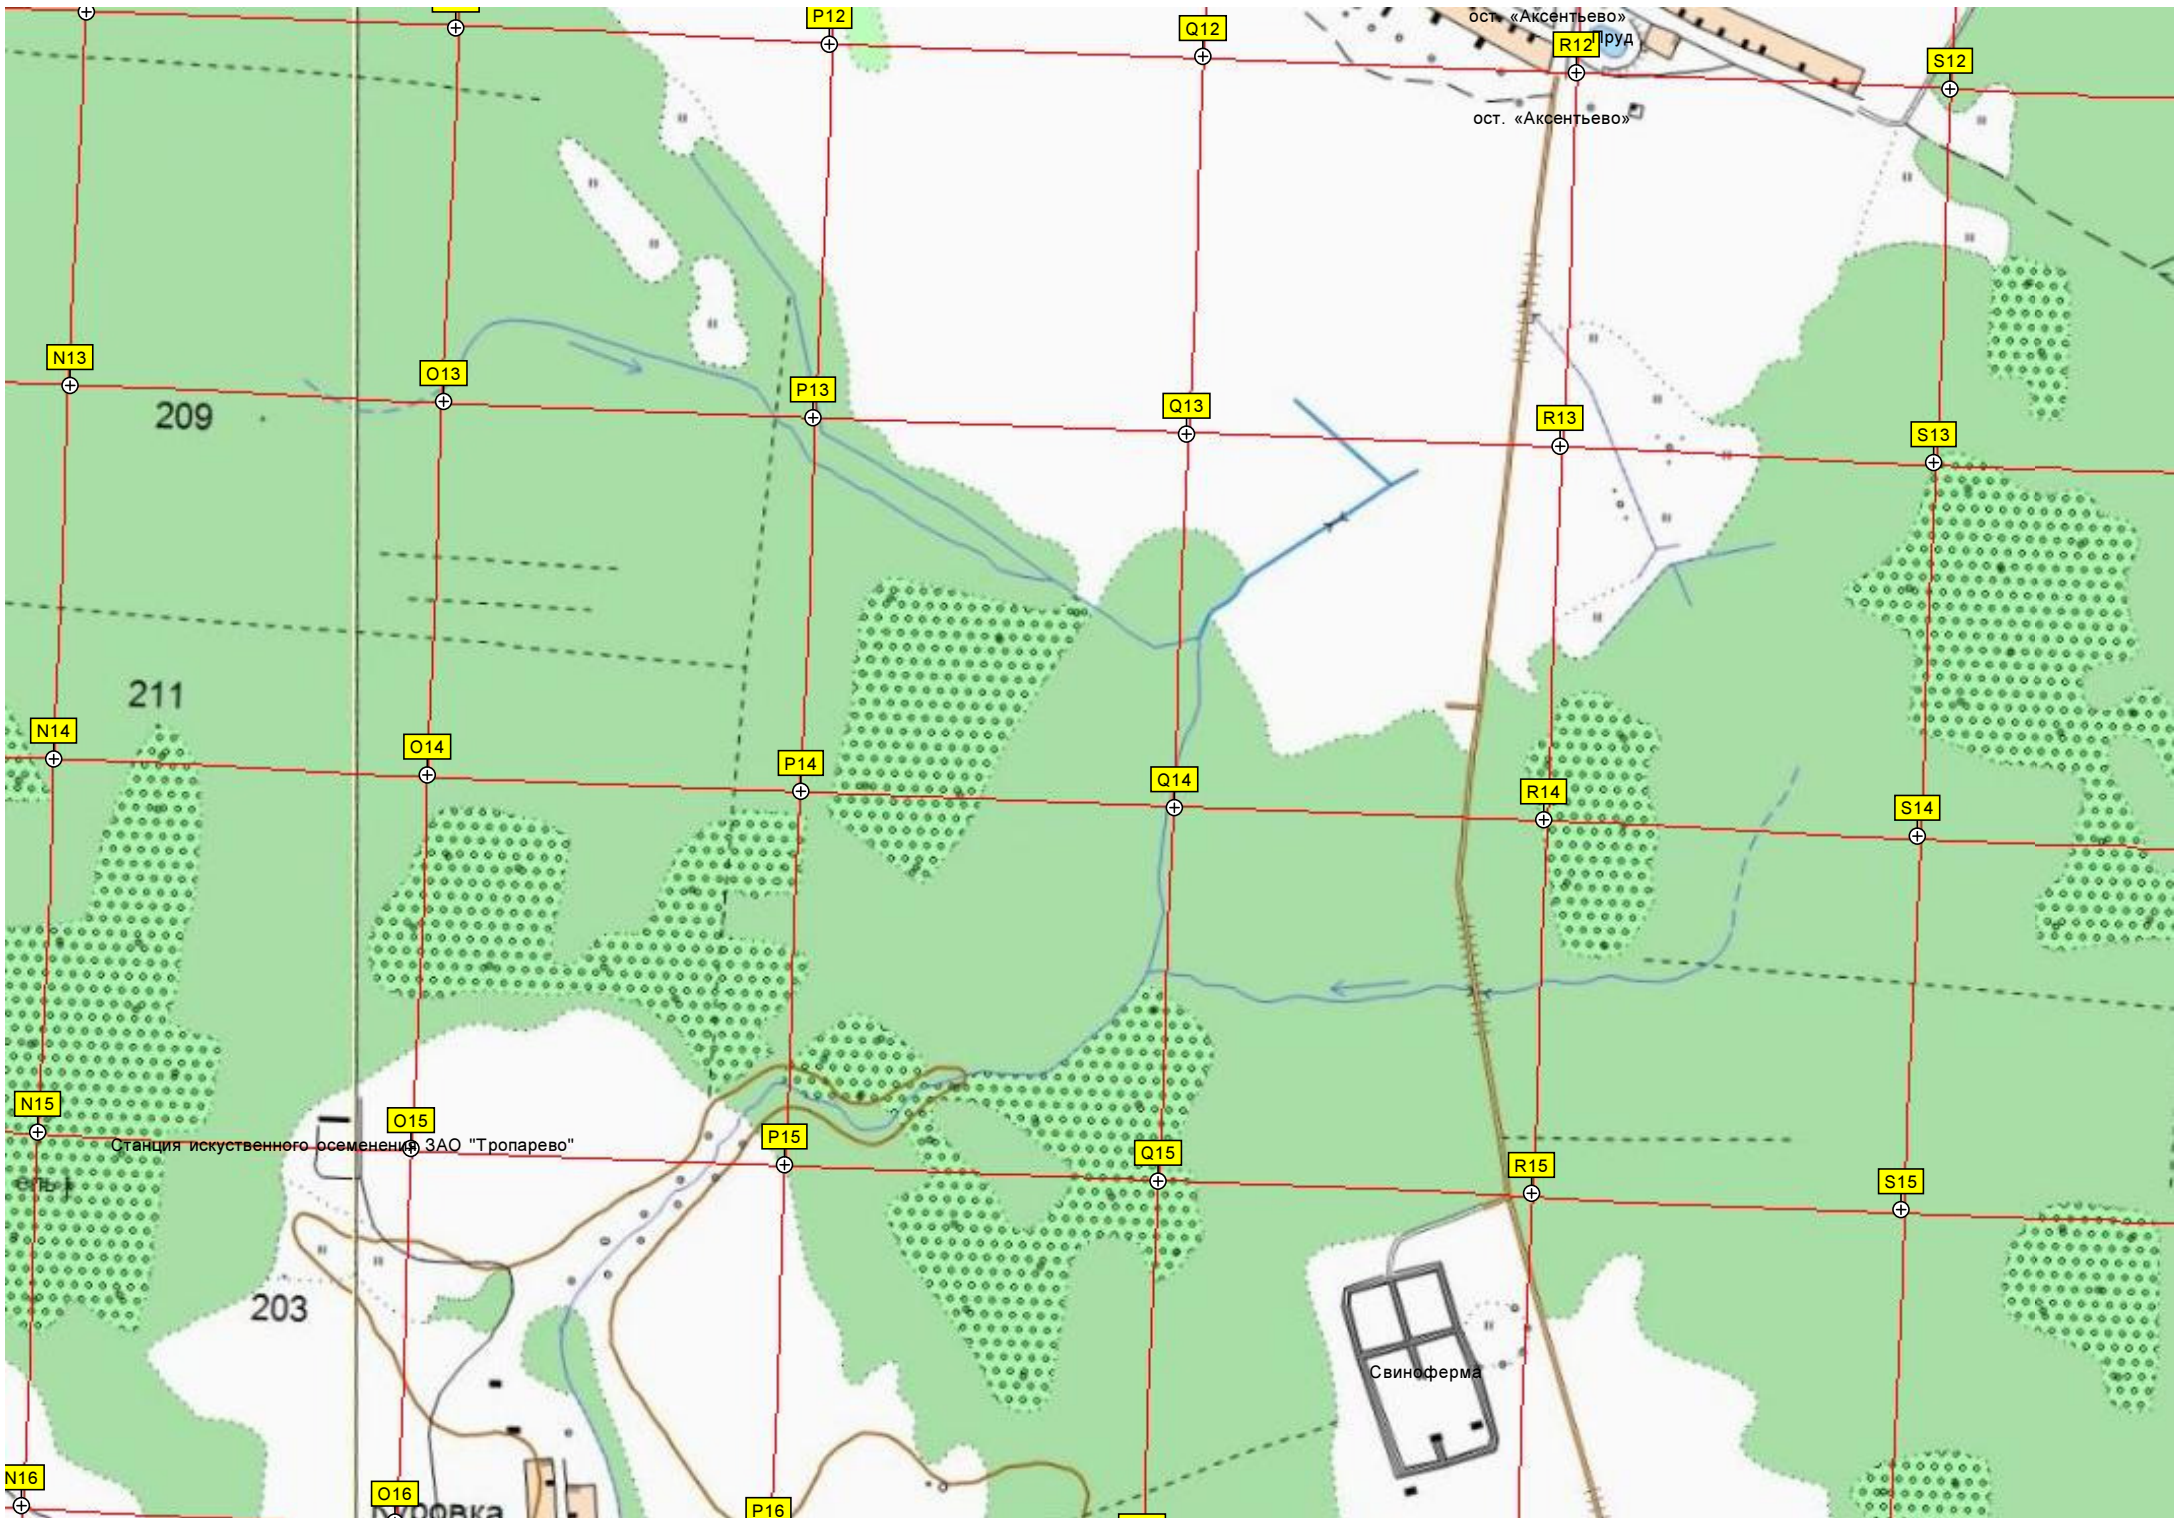 ост. «Аксентьево»
P12
Q12
R12
Пруд
S12
ост. «Аксентьево»
N13
O13
P13
Q13
R13
S13
209
211
N14
O14
P14
Q14
R14
S14
N15
O15
P15
Q15
R15
S15
Станция искуственного осеменения ЗАО "Тропарево"
203
Свиноферма
N16
O16
P16